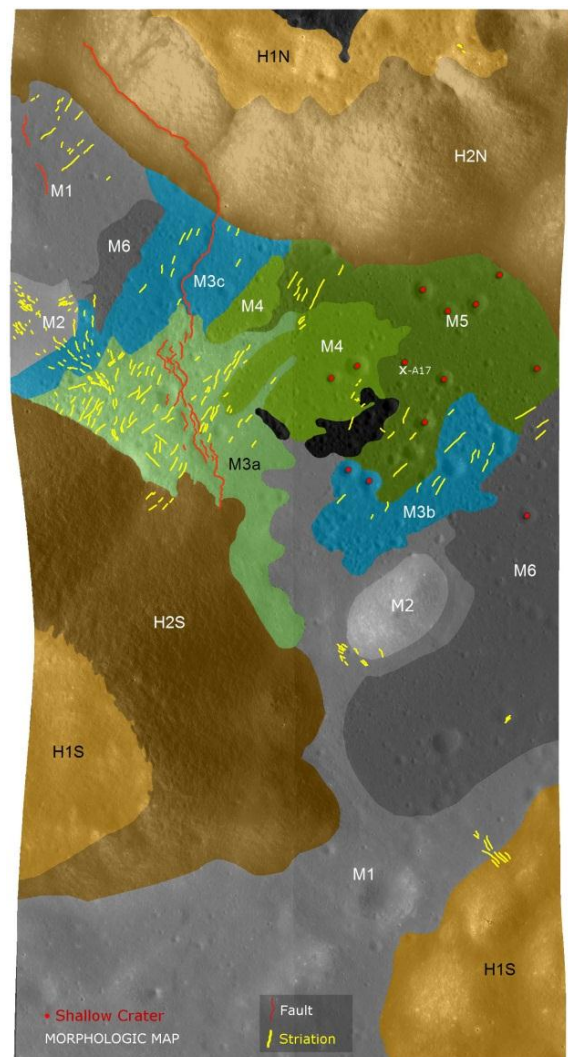 H1N
H2N
M1
M6
M3c
M2
M4
M5
M4
X-A17
M3a
M3b
M6
M2
H2S
H1S
M1
H1S
Shallow Crater
MORPHOLOGIC MAP
Fault
Striation